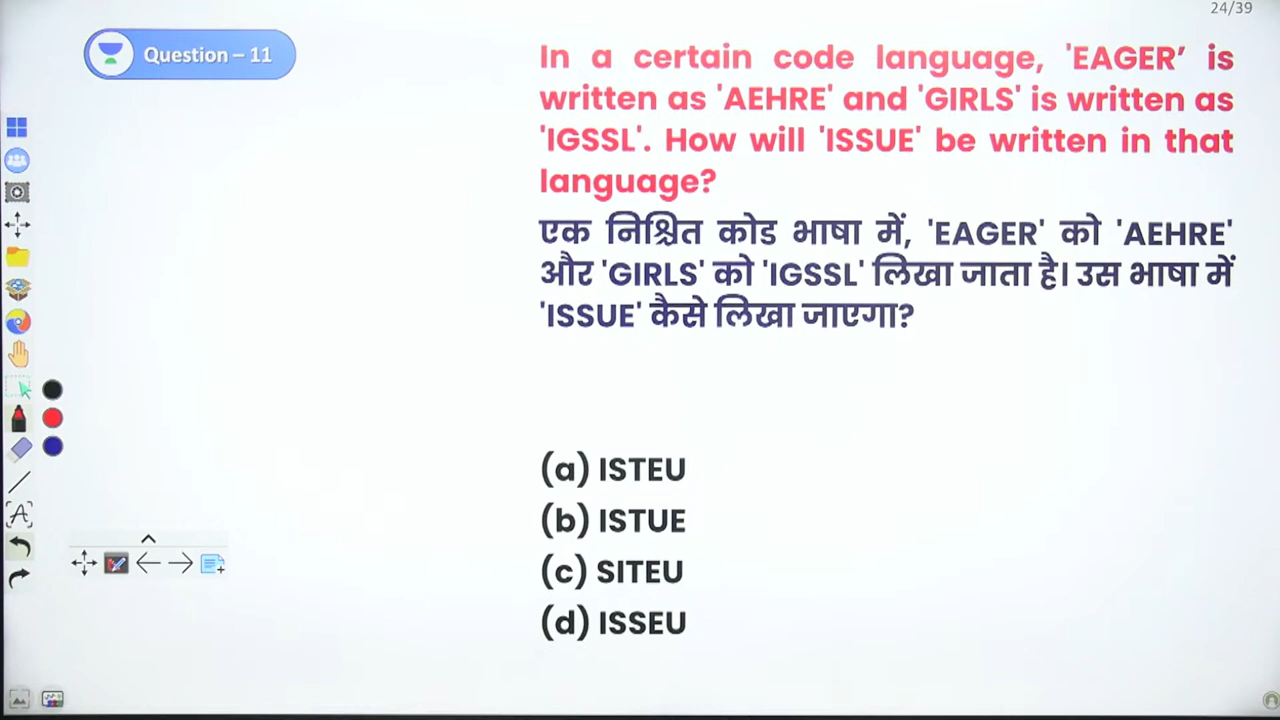 24/39
Question – 11
In a certain code language, 'EAGER’ is
written as 'AEHRE' and 'GIRLS' is written as
'IGSSL'. How will 'ISSUE' be written in that
language?
एक निश्चित कोड भाषा में, 'EAGER' को 'AEHRE'
और 'GIRLS' को 'IGSSL' लिखा जाता है। उस भाषा में
'ISSUE' कैसे लिखा जाएगा?
(a) ISTEU
(b) ISTUE
(c) SITEU
(d) ISSEU